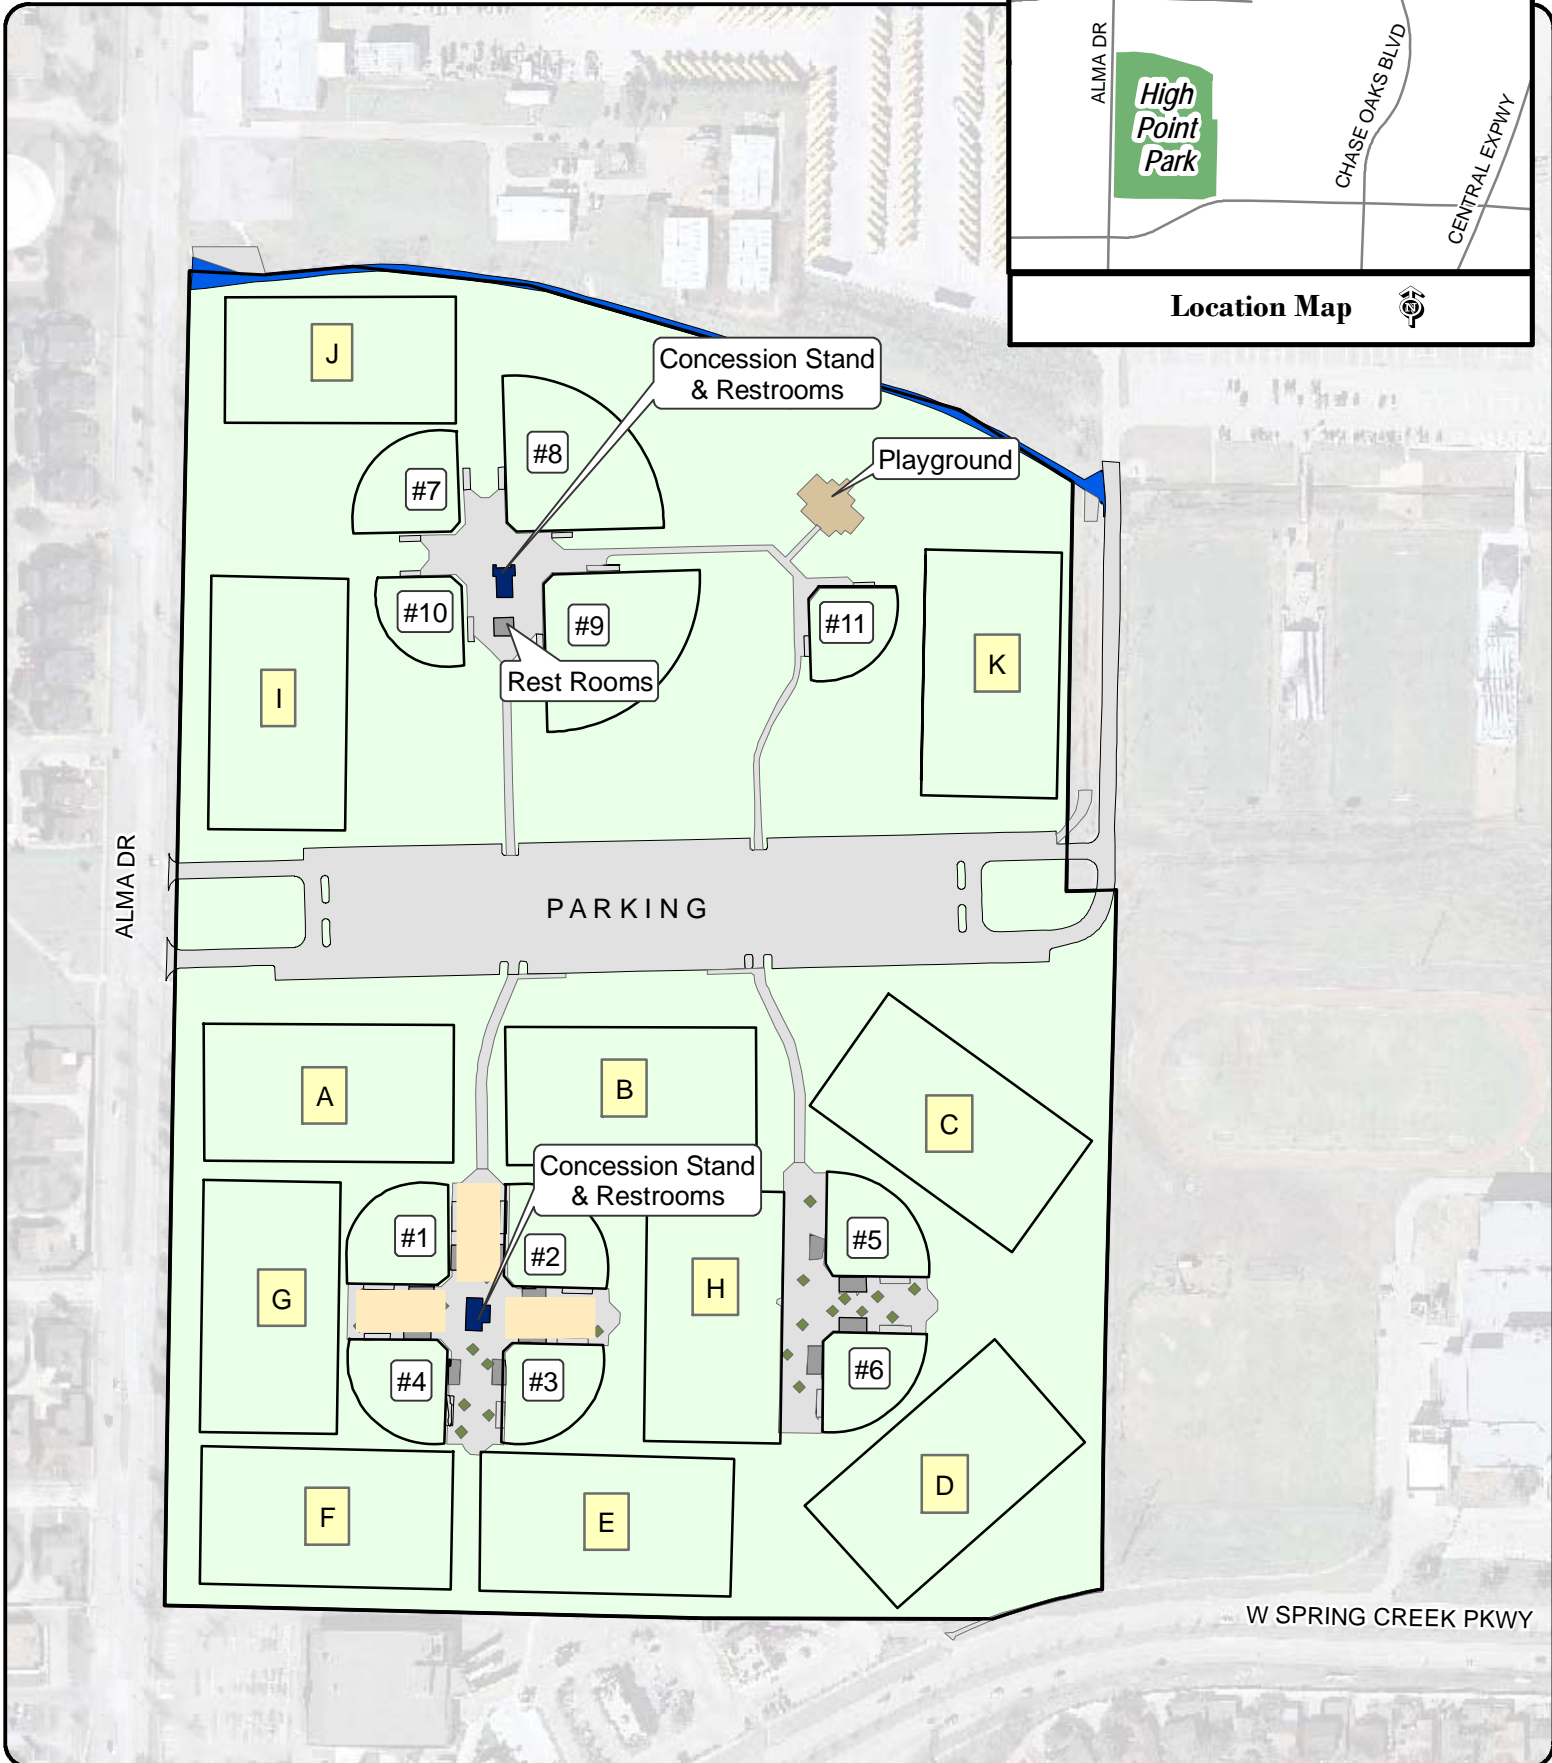 ALMA DR
High
Point
Park
CHASE OAKS BLVD
CENTRAL EXPWY
Location Map
N
J
Concession Stand
& Restrooms
#8
Playground
#7
#10
#9
#11
K
I
Rest Rooms
ALMA DR
PARKING
A
B
C
Concession Stand
& Restrooms
#1
#2
#5
G
H
#4
#3
#6
D
F
E
W SPRING CREEK PKWY